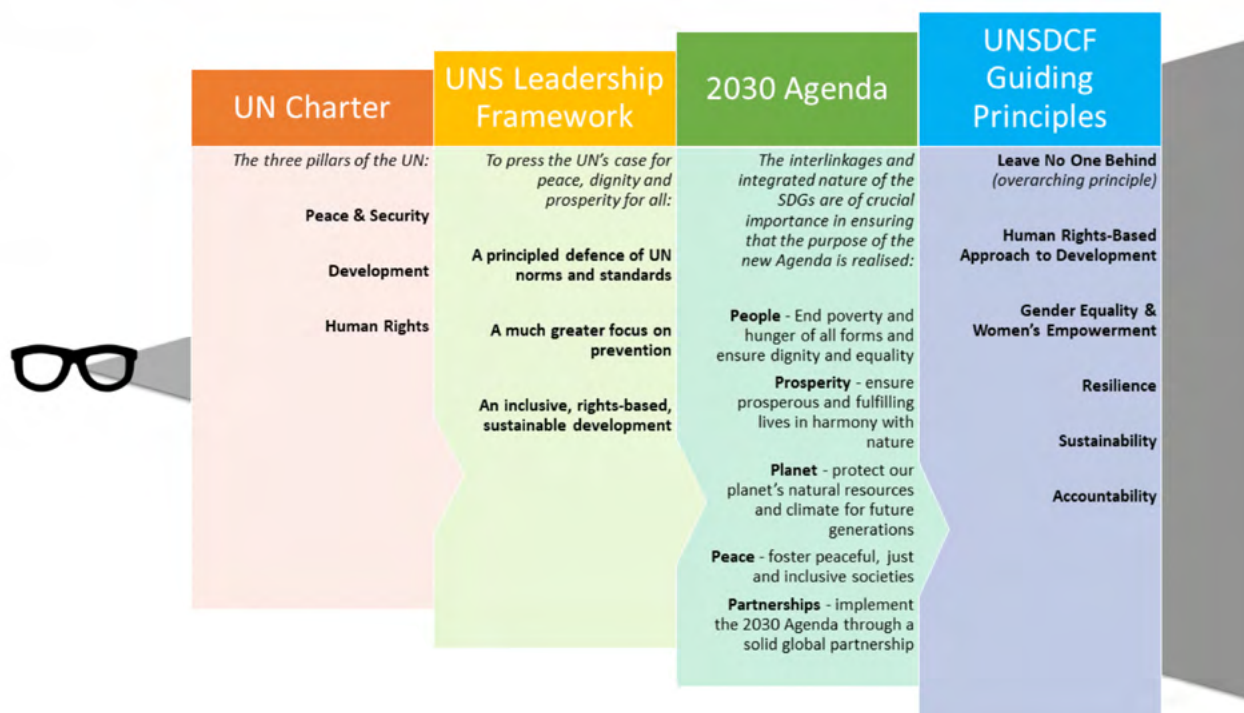 UN Charter
The three pillars of the UN:
Peace & Security
Development
Human Rights
UNS Leadership
Framework
To press the UN's case for
peace, dignity and
prosperity for all:
A principled defence of UN
norms and standards
A much greater focus on
prevention
An inclusive, rights-based,
sustainable development
2030 Agenda
The interlinkages and
integrated nature of the
SDGs are of crucial
importance in ensuring
that the purpose of the
new Agenda is realised:
People - End poverty and
hunger of all forms and
ensure dignity and equality
Prosperity - ensure
prosperous and fulfilling
lives in harmony with
nature
Planet - protect our
planet's natural resources
and climate for future
generations
Peace - foster peaceful, just
and inclusive societies
Partnerships - implement
the 2030 Agenda through a
solid global partnership
UNSDCF
Guiding
Principles
Leave No One Behind
(overarching principle)
Human Rights-Based
Approach to Development
Gender Equality &
Women's Empowerment
Resilience
Sustainability
Accountability